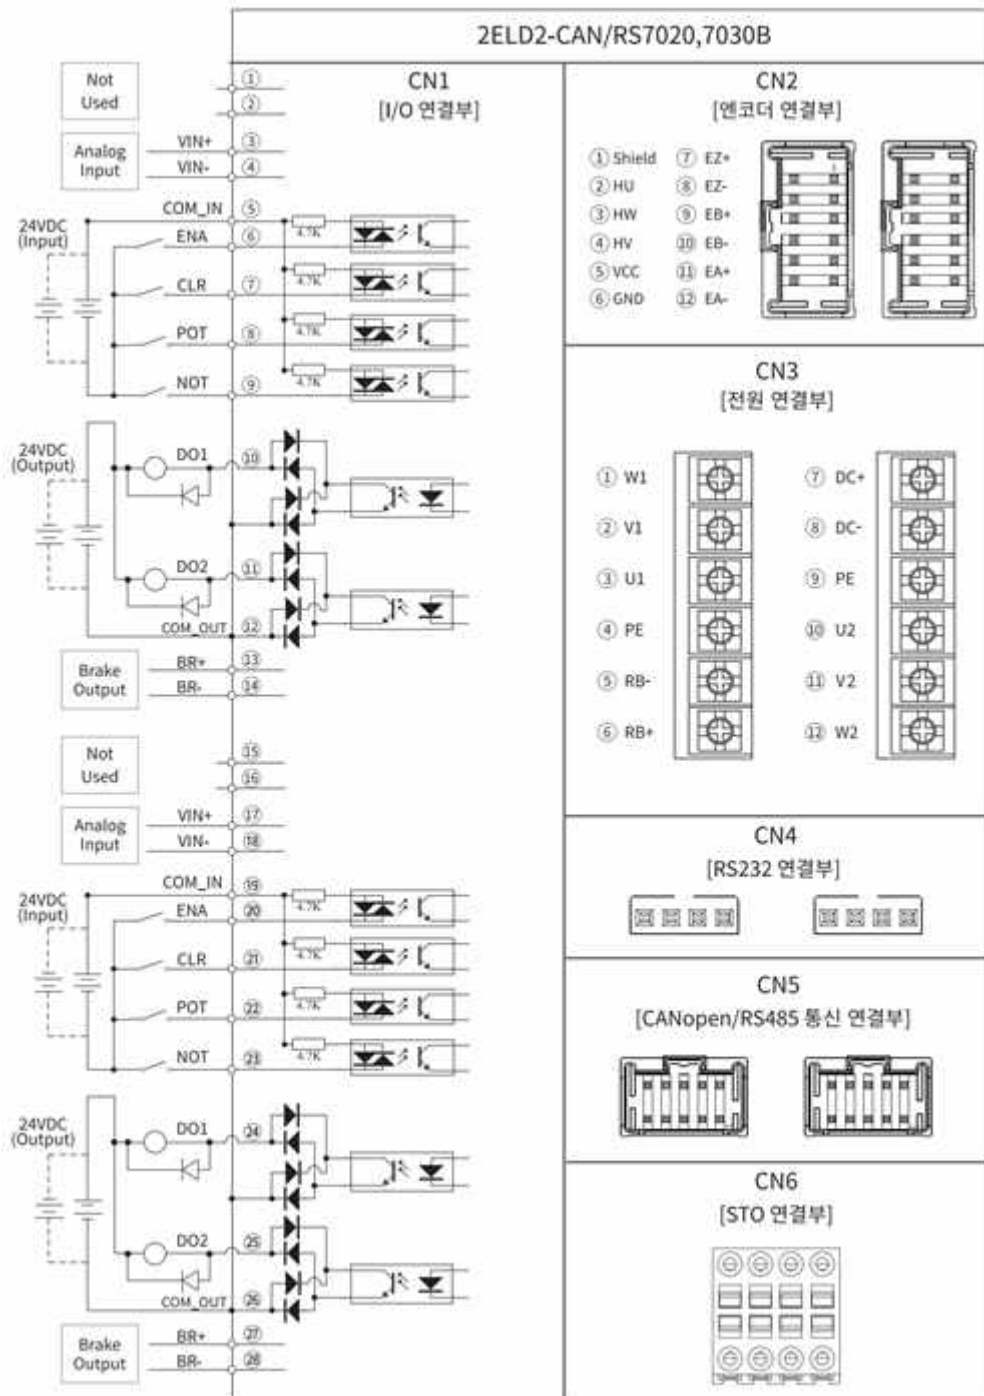 2ELD2-CAN/RS7020,7030B
CN1
[I/O 연결부]
Not
Used
①
②
Analog
Input
VIN+ ③
VIN- ④
24VDC
(Input)
COM_IN ⑤
4.7K
ENA ⑥
4.7K
CLR ⑦
4.7K
POT ⑧
4.7K
NOT ⑨
24VDC
(Output)
DO1 ⑩
DO2 ⑪
COM_OUT ⑫
Brake
Output
BR+ ⑬
BR- ⑭
Not
Used
⑮
⑯
Analog
Input
VIN+ ⑰
VIN- ⑱
24VDC
(Input)
COM_IN ⑲
4.7K
ENA ⑳
4.7K
CLR ㉑
4.7K
POT ㉒
4.7K
NOT ㉓
24VDC
(Output)
DO1 ㉔
DO2 ㉕
COM_OUT ㉖
Brake
Output
BR+ ㉗
BR- ㉘
CN2
[엔코더 연결부]
① Shield ⑦ EZ+
② HU ⑧ EZ-
③ HW ⑨ EB+
④ HV ⑩ EB-
⑤ VCC ⑪ EA+
⑥ GND ⑫ EA-
CN3
[전원 연결부]
① W1 ⑦ DC+
② V1 ⑧ DC-
③ U1 ⑨ PE
④ PE ⑩ U2
⑤ RB- ⑪ V2
⑥ RB+ ⑫ W2
CN4
[RS232 연결부]
CN5
[CANopen/RS485 통신 연결부]
CN6
[STO 연결부]